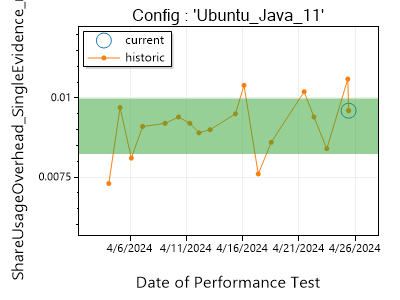 Config : 'Ubuntu_Java_11'
current
historic
0.01
0.0075
4/6/2024
4/11/2024
4/16/2024
4/21/2024
4/26/2024
Date of Performance Test
ShareUsageOverhead_SingleEvidence_